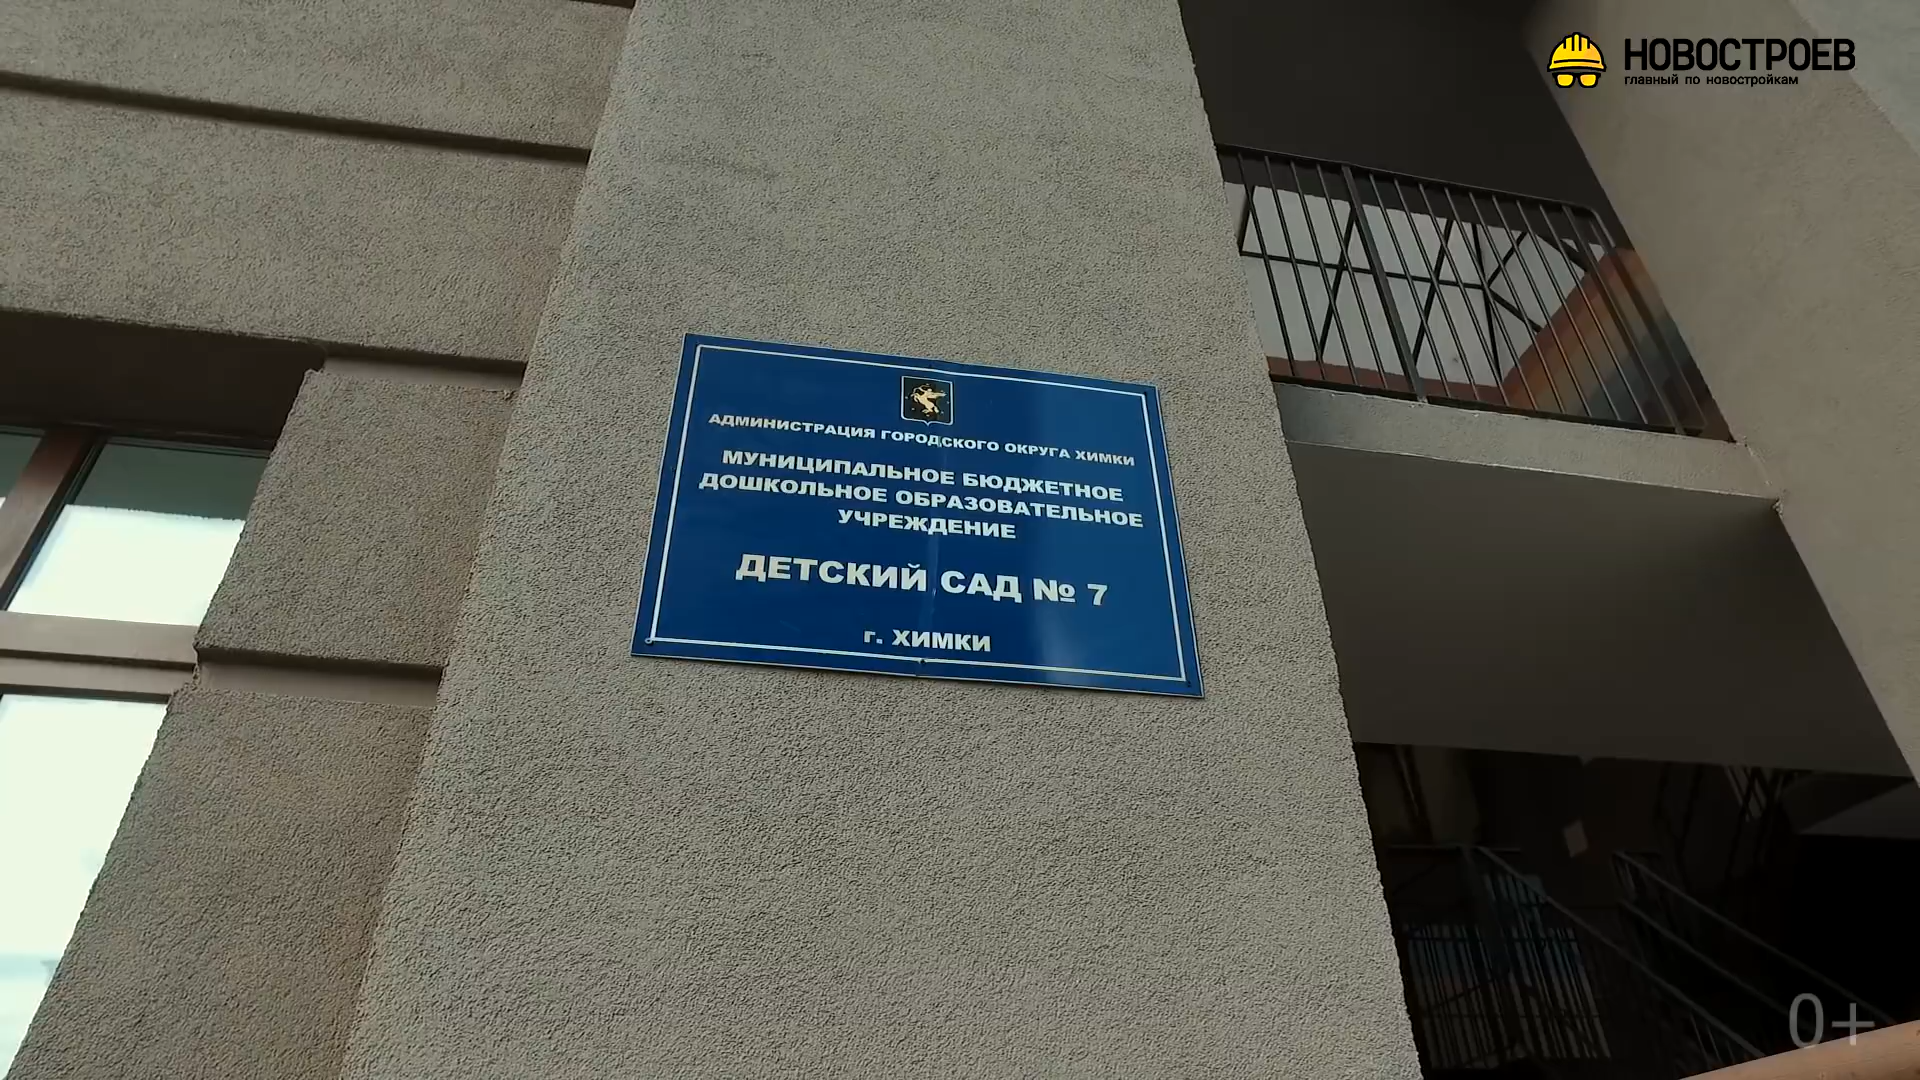 НОВОСТРОЕВ
главный по новостройкам
АДМИНИСТРАЦИЯ ГОРОДСКОГО ОКРУГА ХИМКИ
МУНИЦИПАЛЬНОЕ БЮДЖЕТНОЕ
ДОШКОЛЬНОЕ ОБРАЗОВАТЕЛЬНОЕ
УЧРЕЖДЕНИЕ
ДЕТСКИЙ САД № 7
г. ХИМКИ
0+